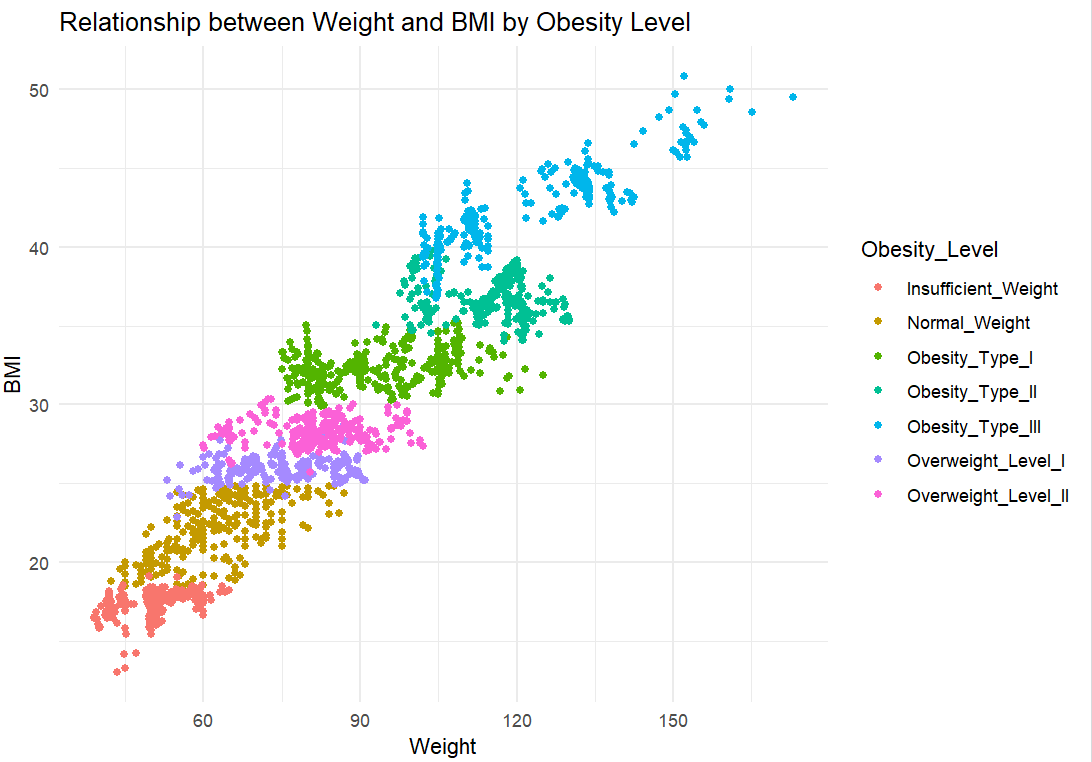 Relationship between Weight and BMI by Obesity Level
50
40
30
20
BMI
60 90 120 150
Weight
Obesity_Level
Insufficient_Weight
Normal_Weight
Obesity_Type_I
Obesity_Type_II
Obesity_Type_III
Overweight_Level_I
Overweight_Level_II